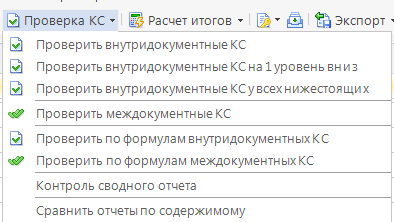 Проверка КС Расчет итогов Экспорт
Проверить внутридокументные КС
Проверить внутридокументные КС на 1 уровень вниз
Проверить внутридокументные КС у всех нижестоящих
Проверить междокументные КС
Проверить по формулам внутридокументных КС
Проверить по формулам междокументных КС
Контроль сводного отчета
Сравнить отчеты по содержимому